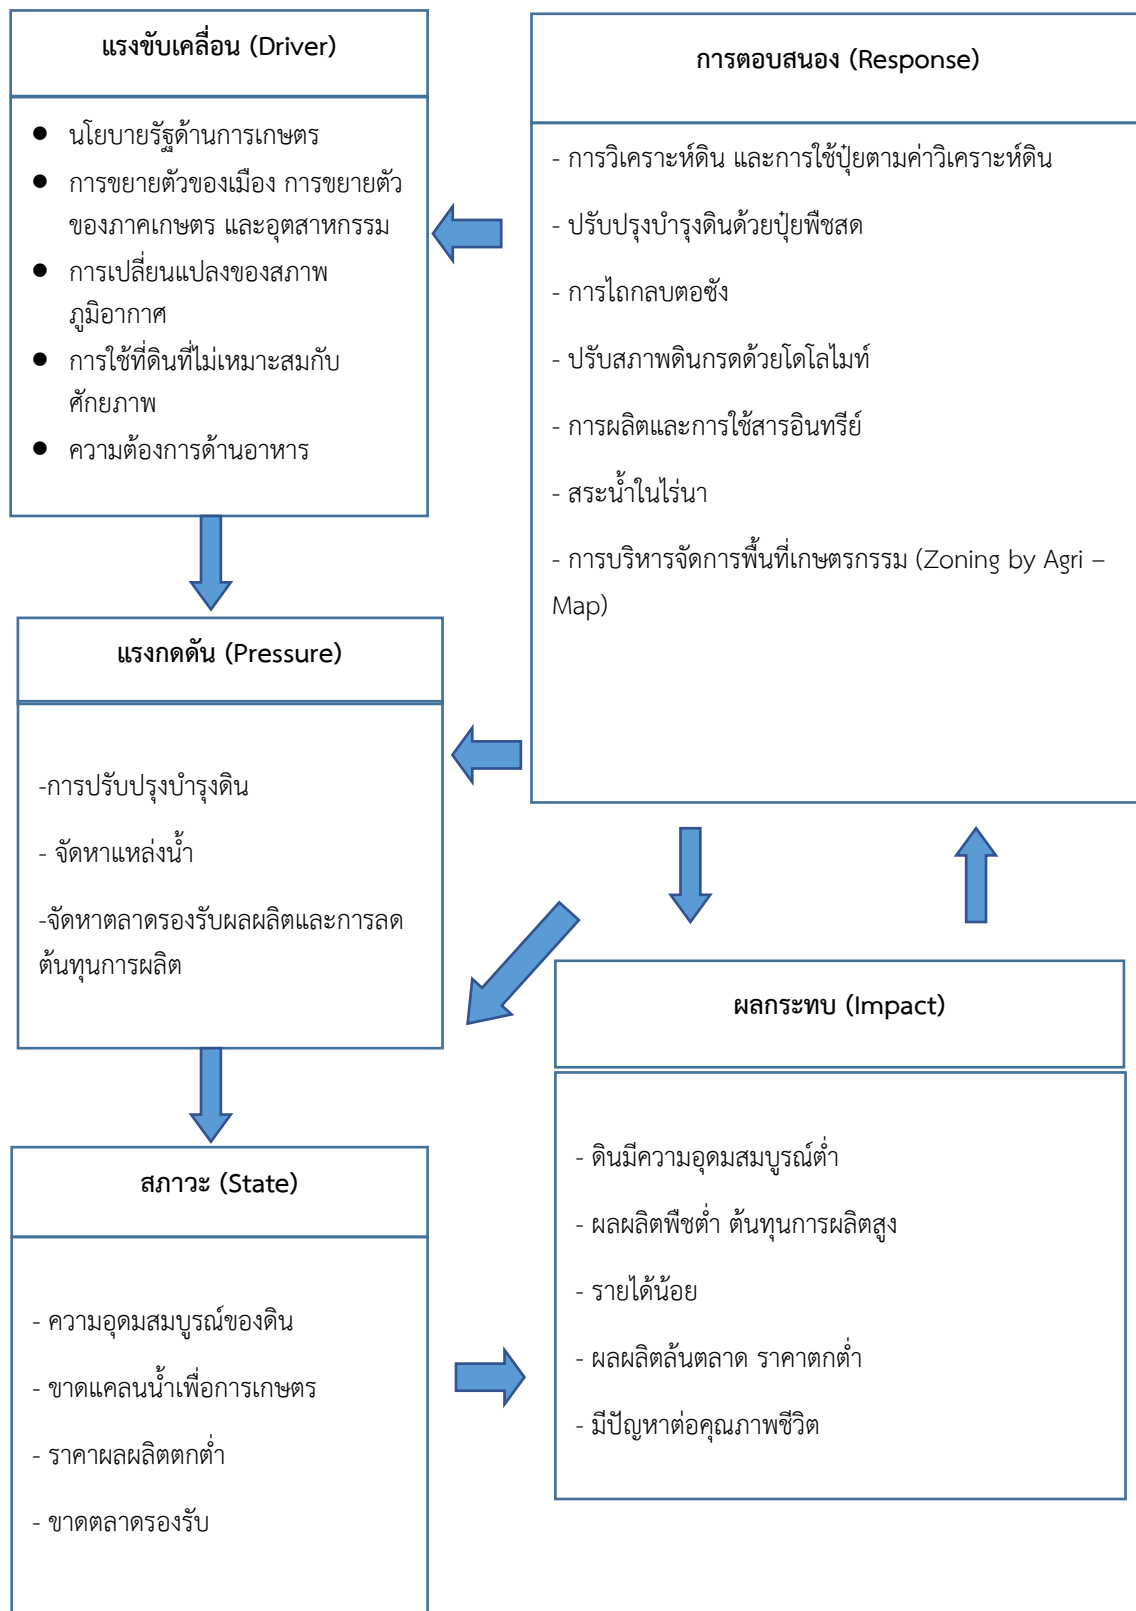 แรงขับเคลื่อน (Driver)
● นโยบายรัฐด้านการเกษตร
● การขยายตัวของเมือง การขยายตัว
ของภาคเกษตร และอุตสาหกรรม
● การเปลี่ยนแปลงของสภาพ
ภูมิอากาศ
● การใช้ที่ดินที่ไม่เหมาะสมกับ
ศักยภาพ
● ความต้องการด้านอาหาร
การตอบสนอง (Response)
- การวิเคราะห์ดิน และการใช้ปุ๋ยตามค่าวิเคราะห์ดิน
- ปรับปรุงบำรุงดินด้วยปุ๋ยพืชสด
- การไถกลบตอซัง
- ปรับสภาพดินกรดด้วยโดโลไมท์
- การผลิตและการใช้สารอินทรีย์
- สระน้ำในไร่นา
- การบริหารจัดการพื้นที่เกษตรกรรม (Zoning by Agri –
Map)
แรงกดดัน (Pressure)
-การปรับปรุงบำรุงดิน
- จัดหาแหล่งน้ำ
-จัดหาตลาดรองรับผลผลิตและการลด
ต้นทุนการผลิต
สภาวะ (State)
- ความอุดมสมบูรณ์ของดิน
- ขาดแคลนน้ำเพื่อการเกษตร
- ราคาผลผลิตตกต่ำ
- ขาดตลาดรองรับ
ผลกระทบ (Impact)
- ดินมีความอุดมสมบูรณ์ต่ำ
- ผลผลิตพืชต่ำ ต้นทุนการผลิตสูง
- รายได้น้อย
- ผลผลิตล้นตลาด ราคาตกต่ำ
- มีปัญหาต่อคุณภาพชีวิต